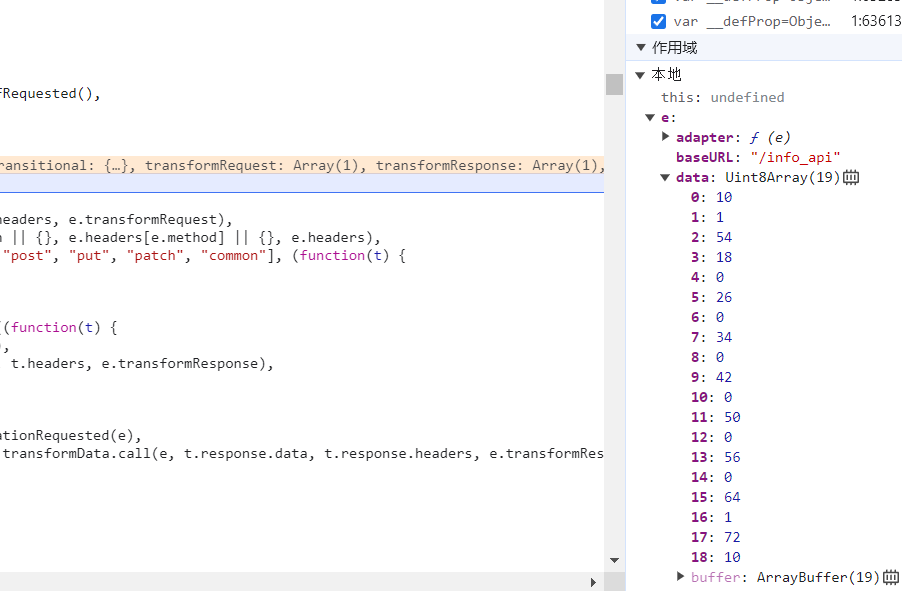 fRequested(),
ransitional: {…}, transformRequest: Array(1), transformResponse: Array(1),
headers, e.transformRequest),
|| {}, e.headers[e.method] || {}, e.headers),
"post", "put", "patch", "common"], (function(t) {
(function(t) {
,
t.headers, e.transformResponse),
ationRequested(e),
transformData.call(e, t.response.data, t.response.headers, e.transformRes
var __defProp=Obje… 1:63613
作用域
本地
this: undefined
e:
adapter: ƒ (e)
baseURL: "/info_api"
data: Uint8Array(19)
0: 10
1: 1
2: 54
3: 18
4: 0
5: 26
6: 0
7: 34
8: 0
9: 42
10: 0
11: 50
12: 0
13: 56
14: 0
15: 64
16: 1
17: 72
18: 10
buffer: ArrayBuffer(19)